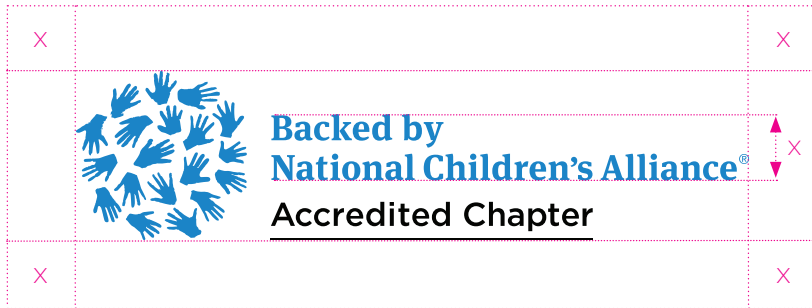 X X
Backed by
National Children's Alliance®
X
Accredited Chapter
X X